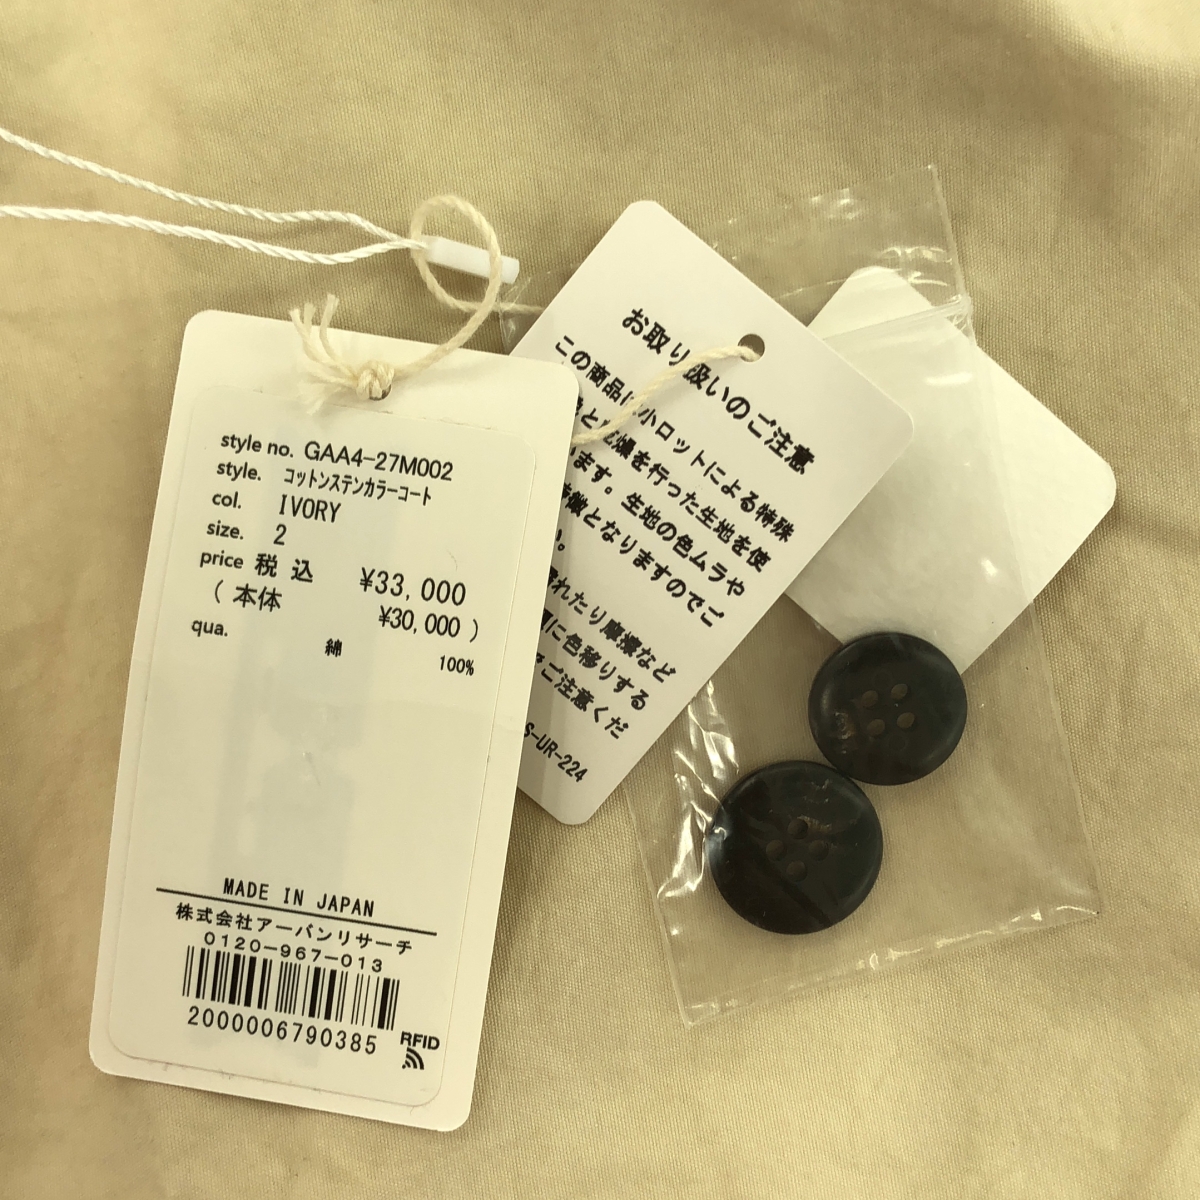 style no. GAA4-27M002
style. コットンステンカラーコート
col. IVORY
size. 2
price 税込 ¥33,000
( 本体 ¥30,000 )
qua.
綿 100%
MADE IN JAPAN
株式会社アーバンリサーチ
0120-967-013
2000006790385
RFID
お取り扱いのご注意
この商品は小ロットによる特殊
と乾燥を行った生地を使
ます。生地の色ムラや
特徴となりますのでご
。
濡れたり摩擦など
に色移りする
ご注意くだ
S-UR-224